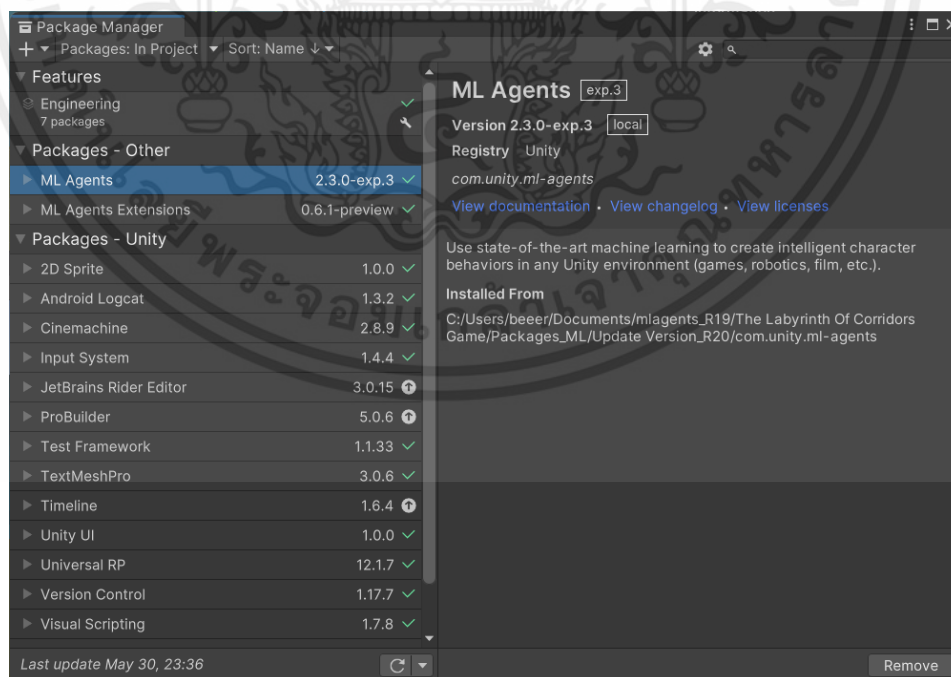 Package Manager
+ Packages: In Project Sort: Name ↓
Features
Engineering
7 packages
Packages - Other
ML Agents 2.3.0-exp.3
ML Agents Extensions 0.6.1-preview
Packages - Unity
2D Sprite 1.0.0
Android Logcat 1.3.2
Cinemachine 2.8.9
Input System 1.4.4
JetBrains Rider Editor 3.0.15
ProBuilder 5.0.6
Test Framework 1.1.33
TextMeshPro 3.0.6
Timeline 1.6.4
Unity UI 1.0.0
Universal RP 12.1.7
Version Control 1.17.7
Visual Scripting 1.7.8
Last update May 30, 23:36
ML Agents exp.3
Version 2.3.0-exp.3 local
Registry Unity
com.unity.ml-agents
View documentation • View changelog • View licenses
Use state-of-the-art machine learning to create intelligent character
behaviors in any Unity environment (games, robotics, film, etc.).
Installed From
C:/Users/beeer/Documents/mlagents_R19/The Labyrinth Of Corridors
Game/Packages_ML/Update Version_R20/com.unity.ml-agents
Remove